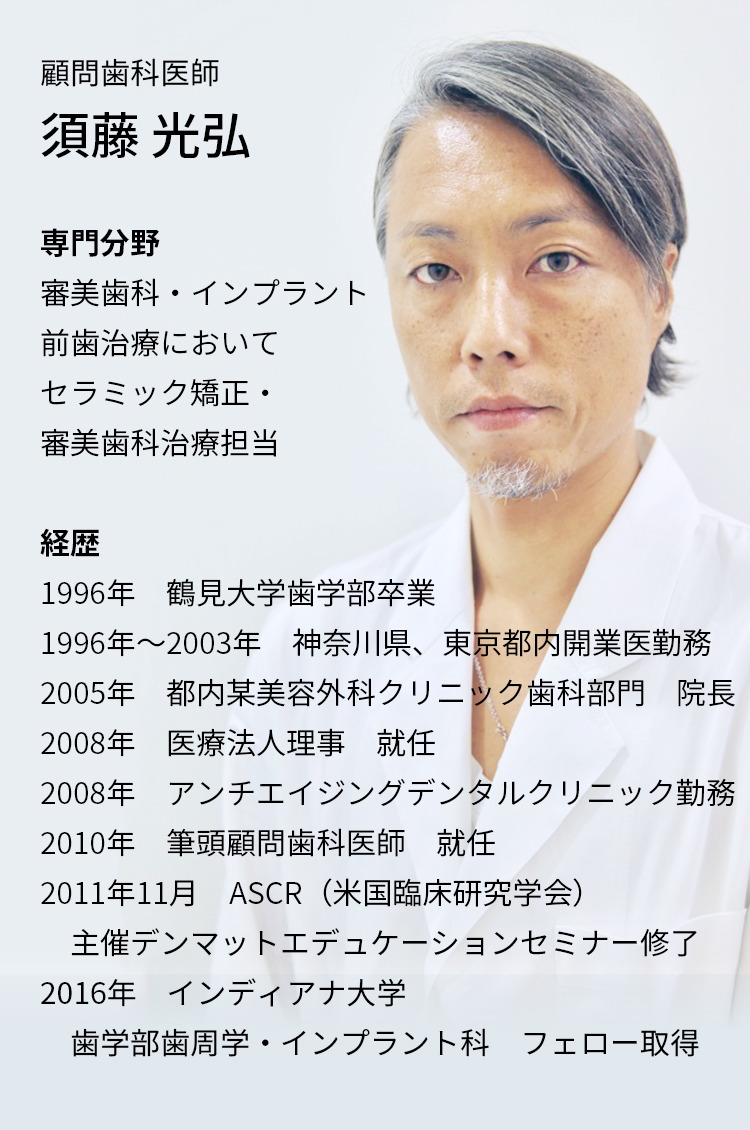 顧問歯科医師
須藤 光弘
専門分野
審美歯科・インプラント
前歯治療において
セラミック矯正・
審美歯科治療担当
経歴
1996年　鶴見大学歯学部卒業
1996年〜2003年　神奈川県、東京都内開業医勤務
2005年　都内某美容外科クリニック歯科部門　院長
2008年　医療法人理事　就任
2008年　アンチエイジングデンタルクリニック勤務
2010年　筆頭顧問歯科医師　就任
2011年11月　ASCR（米国臨床研究学会）
　主催デンマットエデュケーションセミナー修了
2016年　インディアナ大学
　歯学部歯周学・インプラント科　フェロー取得